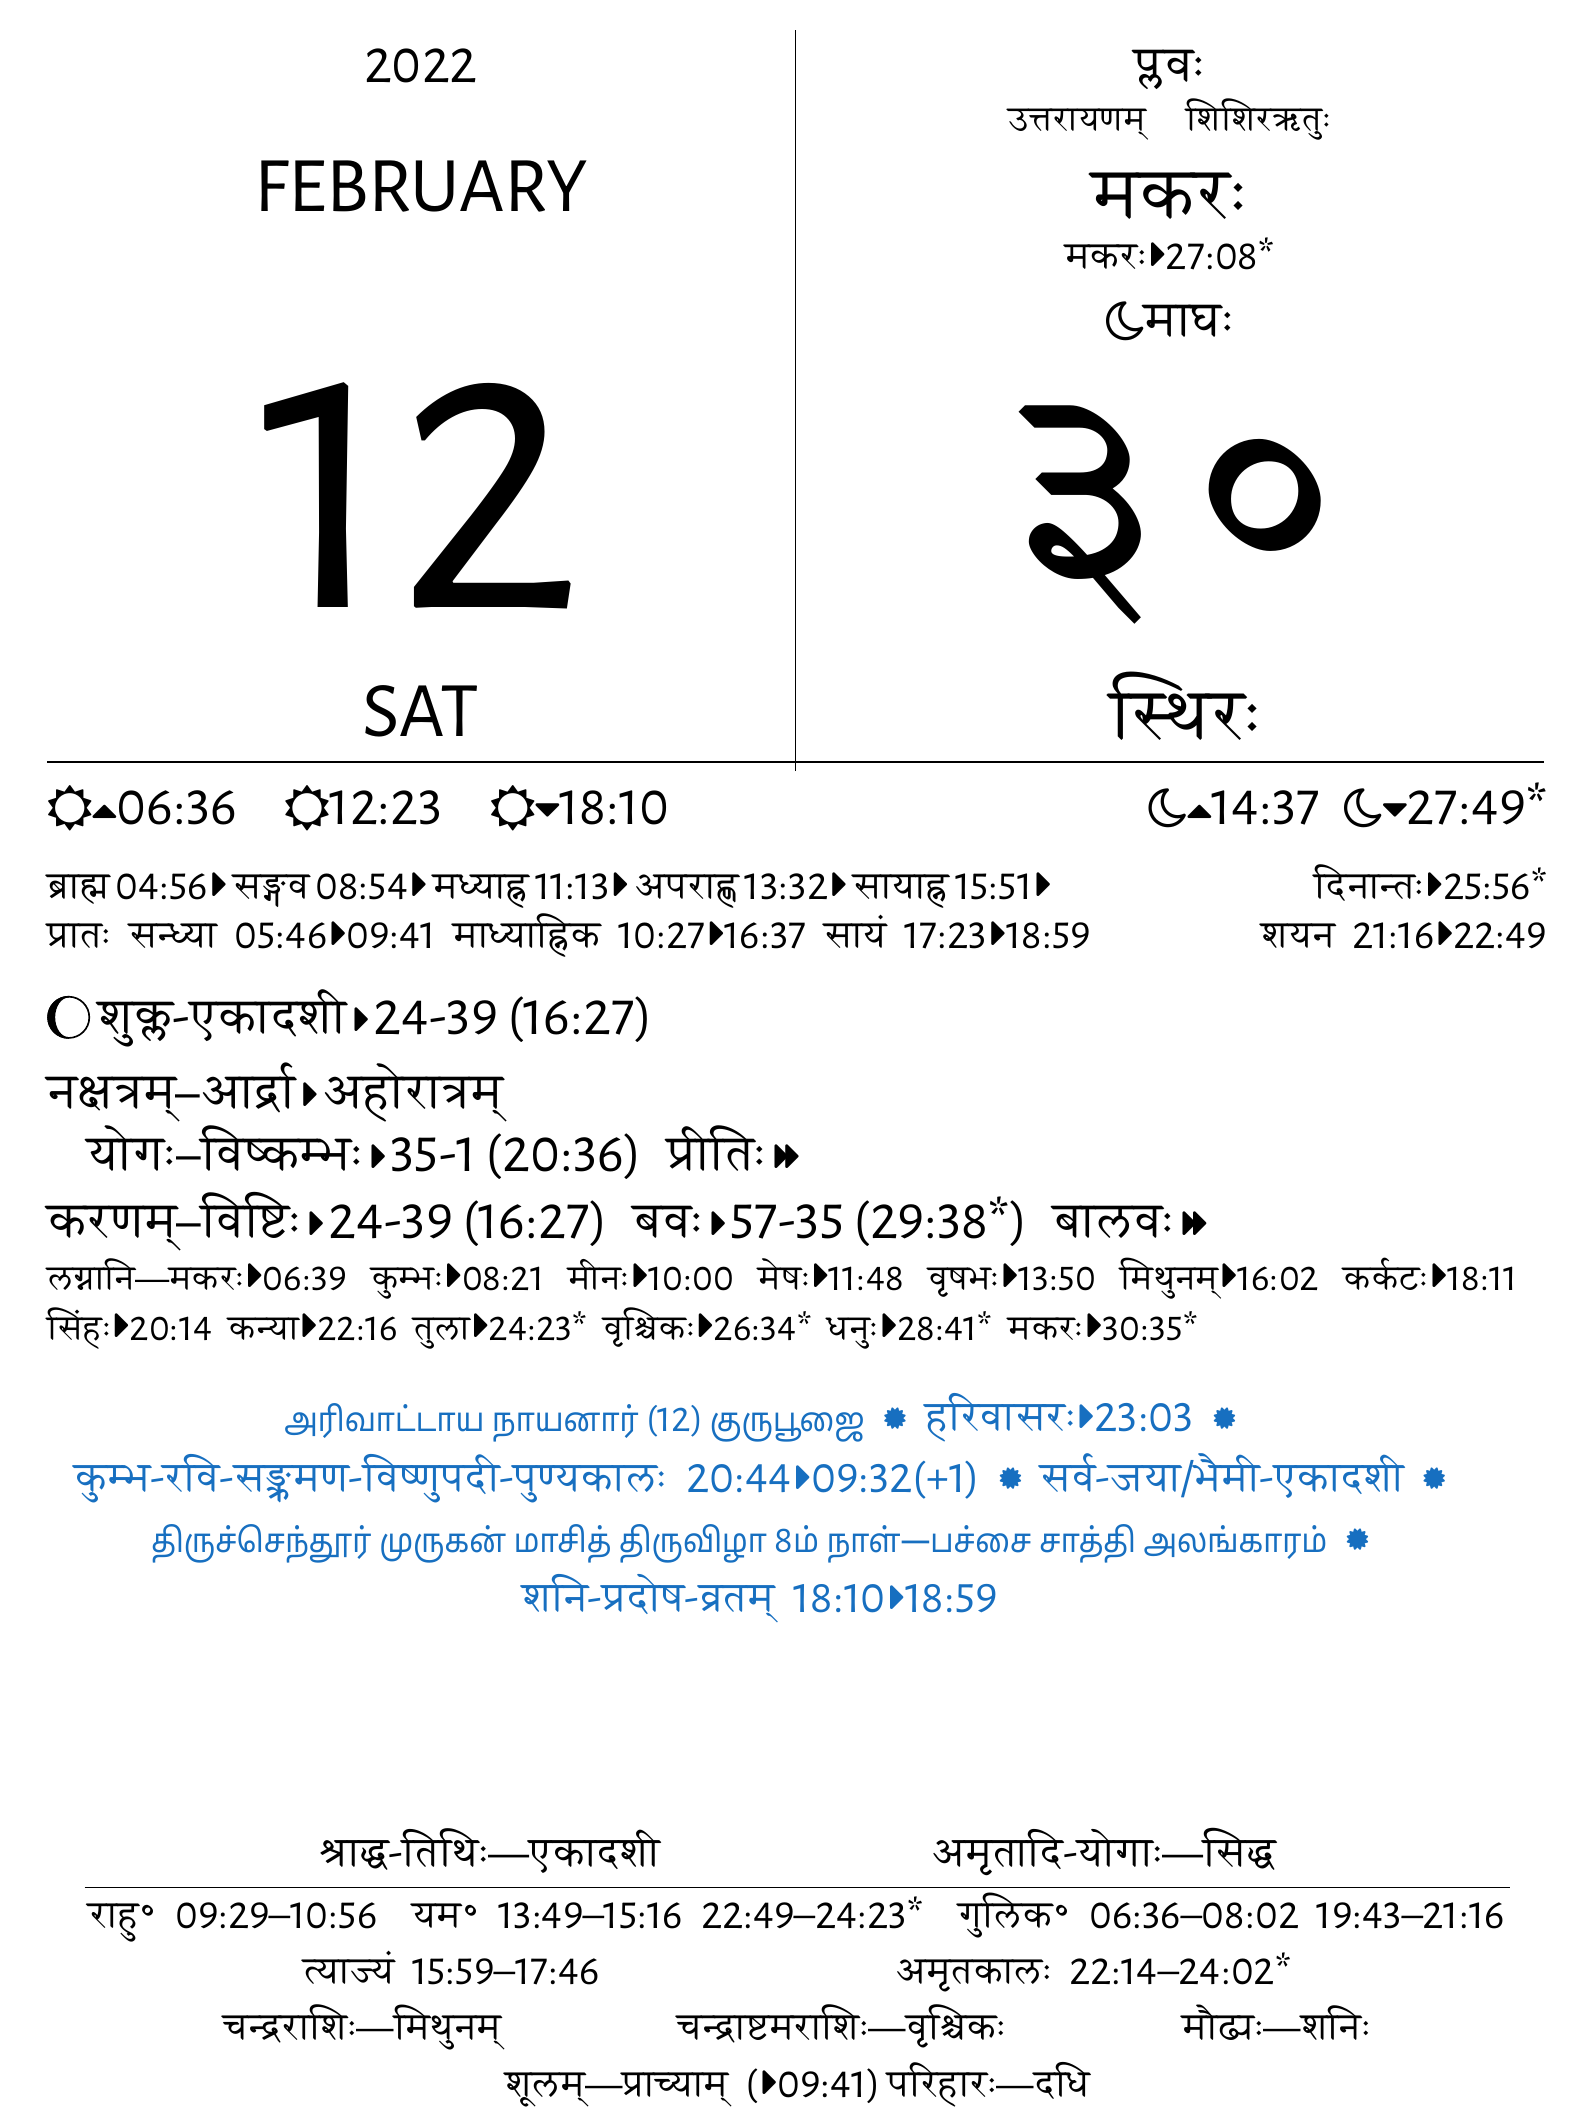 2022
FEBRUARY
12
SAT
प्लवः
उत्तरायणम् शिशिरऋतुः
मकरः
मकरः27:08*
माघः
३०
स्थिरः
06:36 12:23 18:10 14:37 27:49*
ब्राह्म 04:56 सङ्गव 08:54 मध्याह्न 11:13 अपराह्ण 13:32 सायाह्न 15:51 दिनान्तः25:56*
प्रातः सन्ध्या 05:46 09:41 माध्याह्निक 10:27 16:37 सायं 17:23 18:59 शयन 21:16 22:49
शुक्ल-एकादशी 24-39 (16:27)
नक्षत्रम्–आर्द्रा अहोरात्रम्
योगः–विष्कम्भः 35-1 (20:36) प्रीतिः
करणम्–विष्टिः 24-39 (16:27) बवः 57-35 (29:38*) बालवः
लग्नानि—मकरः 06:39 कुम्भः 08:21 मीनः 10:00 मेषः 11:48 वृषभः 13:50 मिथुनम् 16:02 कर्कटः 18:11
सिंहः 20:14 कन्या 22:16 तुला 24:23* वृश्चिकः 26:34* धनुः 28:41* मकरः 30:35*
அரிவாட்டாய நாயனார் (12) குருபூஜை ✹ हरिवासरः 23:03 ✹
कुम्भ-रवि-सङ्क्रमण-विष्णुपदी-पुण्यकालः 20:44 09:32(+1) ✹ सर्व-जया/भैमी-एकादशी ✹
திருச்செந்தூர் முருகன் மாசித் திருவிழா 8ம் நாள்—பச்சை சாத்தி அலங்காரம் ✹
शनि-प्रदोष-व्रतम् 18:10 18:59
श्राद्ध-तिथिः—एकादशी अमृतादि-योगाः—सिद्ध
राहु° 09:29–10:56 यम° 13:49–15:16 22:49–24:23* गुलिक° 06:36–08:02 19:43–21:16
त्याज्यं 15:59–17:46 अमृतकालः 22:14–24:02*
चन्द्रराशिः—मिथुनम् चन्द्राष्टमराशिः—वृश्चिकः मौढ्यः—शनिः
शूलम्—प्राच्याम् (09:41) परिहारः—दधि